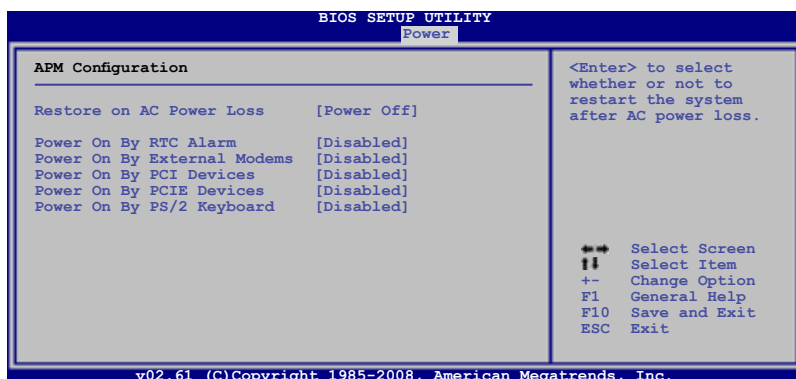 BIOS SETUP UTILITY
Power
APM Configuration
Restore on AC Power Loss [Power Off]
Power On By RTC Alarm [Disabled]
Power On By External Modems [Disabled]
Power On By PCI Devices [Disabled]
Power On By PCIE Devices [Disabled]
Power On By PS/2 Keyboard [Disabled]
<Enter> to select
whether or not to
restart the system
after AC power loss.
Select Screen
Select Item
+- Change Option
F1 General Help
F10 Save and Exit
ESC Exit
v02.61 (C)Copyright 1985-2008, American Megatrends, Inc.